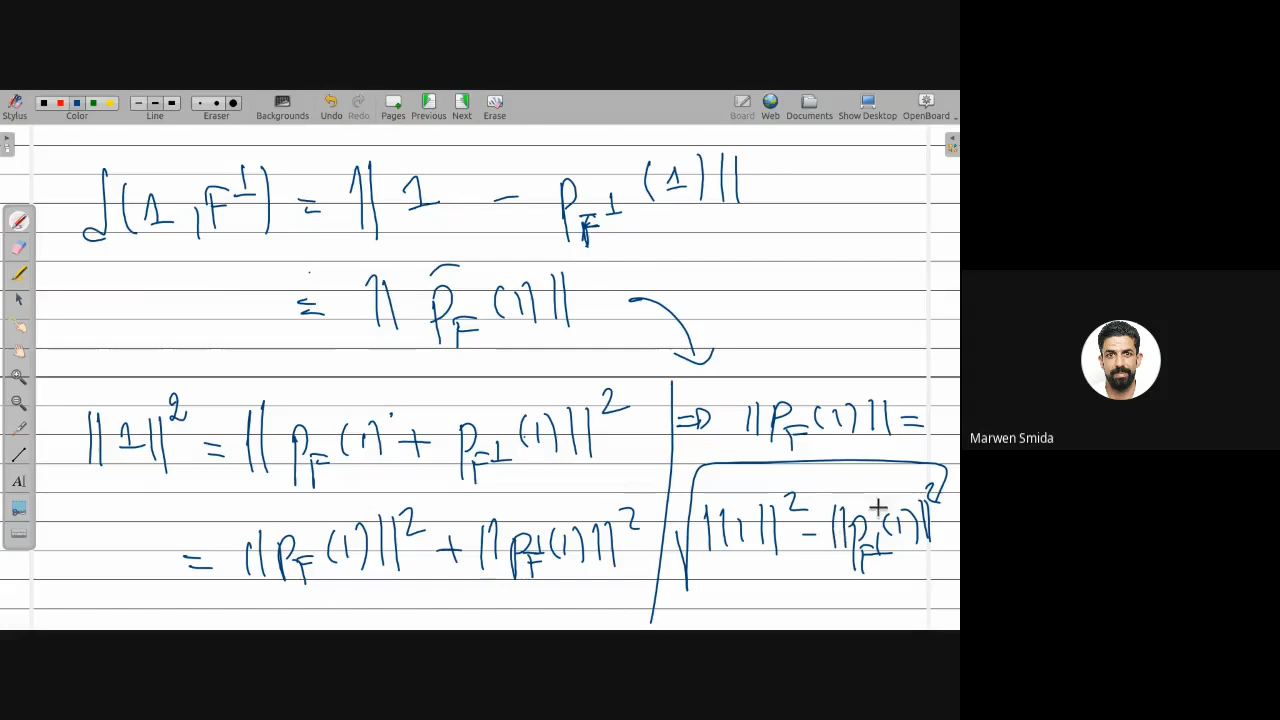 Stylus Color Line Eraser Backgrounds Undo Redo Pages Previous Next Erase Board Web Documents Show Desktop OpenBoard
d(1, F^⊥) = || 1 - p_{F^⊥}(1) ||
= || p_F(1) ||
||1||^2 = || p_F(1) + p_{F^⊥}(1) ||^2
= || p_F(1) ||^2 + || p_{F^⊥}(1) ||^2
⇒ || p_F(1) || =
√(||1||^2 - || p_{F^⊥}(1) ||^2)
Marwen Smida